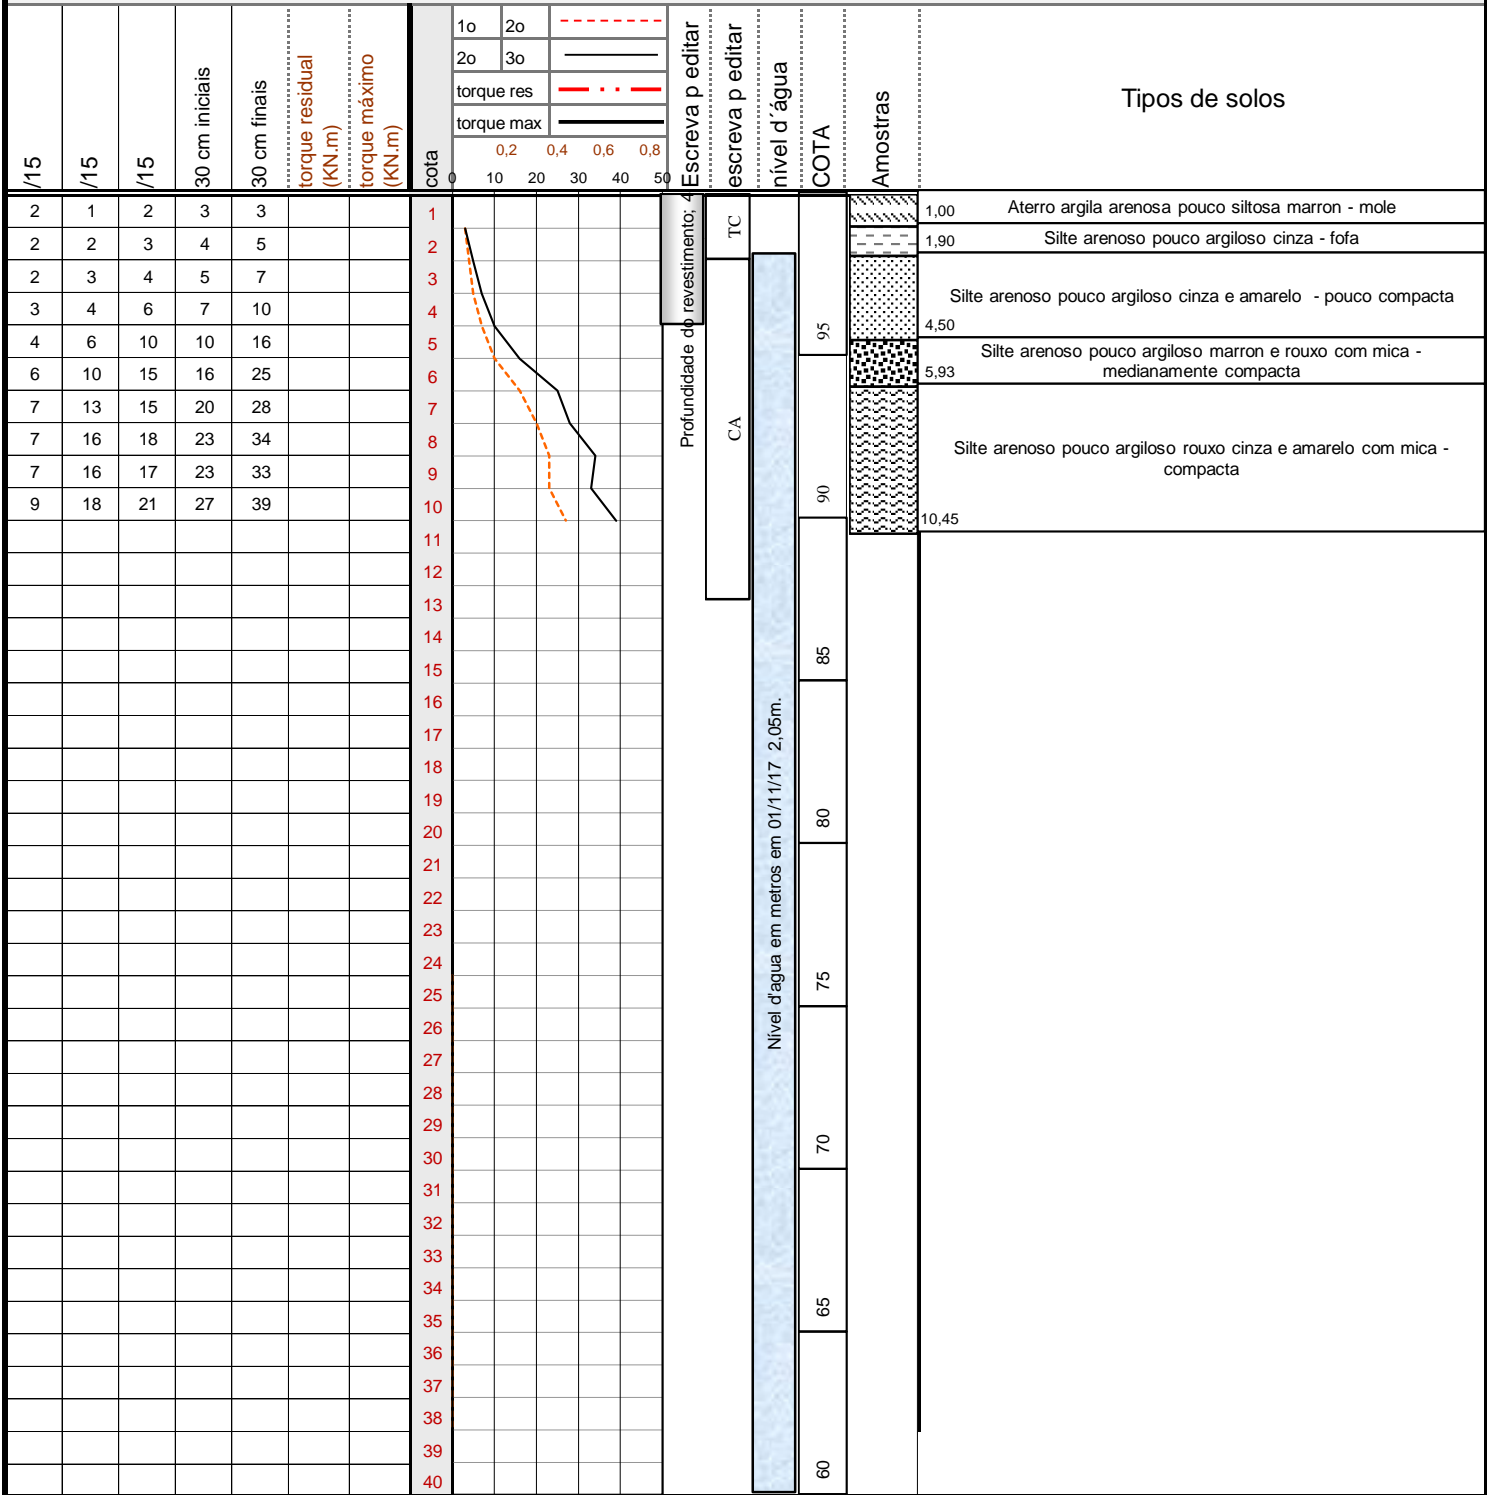 /15 /15 /15 30 cm iniciais 30 cm finais torque residual (KN.m) torque máximo (KN.m) cota
1o 2o
2o 3o
torque res
torque max
0,2 0,4 0,6 0,8
0 10 20 30 40 50
Escreva p editar
escreva p editar
nível d´água
COTA
Amostras
Tipos de solos
2 1 2 3 3 1
2 2 3 4 5 2
2 3 4 5 7 3
3 4 6 7 10 4
4 6 10 10 16 5
6 10 15 16 25 6
7 13 15 20 28 7
7 16 18 23 34 8
7 16 17 23 33 9
9 18 21 27 39 10
11
12
13
14
15
16
17
18
19
20
21
22
23
24
25
26
27
28
29
30
31
32
33
34
35
36
37
38
39
40
Profundidade do revestimento; 4
TC
CA
Nível d'agua em metros em 01/11/17 2,05m.
95
90
85
80
75
70
65
60
1,00 Aterro argila arenosa pouco siltosa marron - mole
1,90 Silte arenoso pouco argiloso cinza - fofa
Silte arenoso pouco argiloso cinza e amarelo - pouco compacta
4,50
Silte arenoso pouco argiloso marron e rouxo com mica -
5,93 medianamente compacta
Silte arenoso pouco argiloso rouxo cinza e amarelo com mica -
compacta
10,45